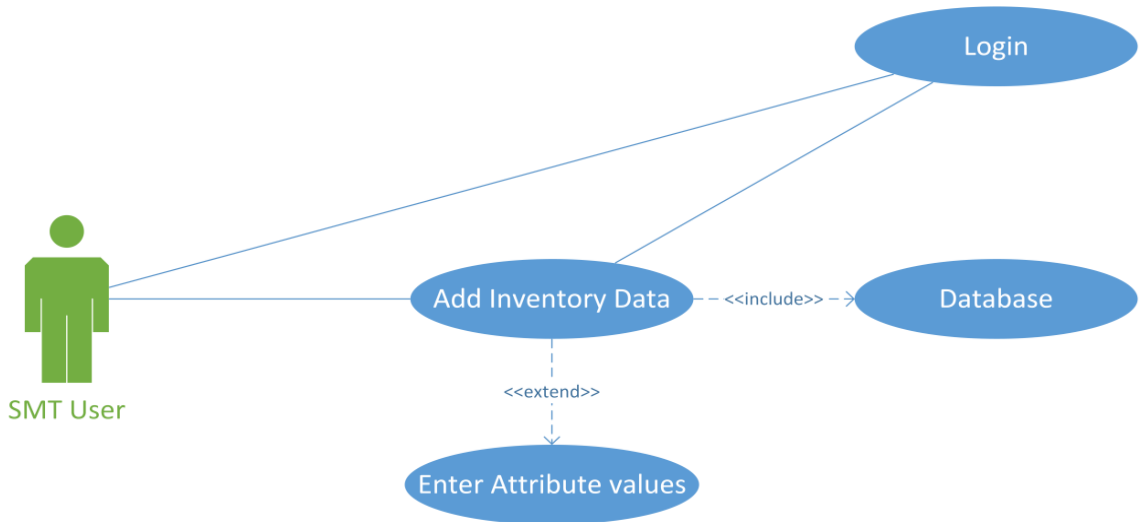 Login
Add Inventory Data
<<include>>
Database
<<extend>>
SMT User
Enter Attribute values